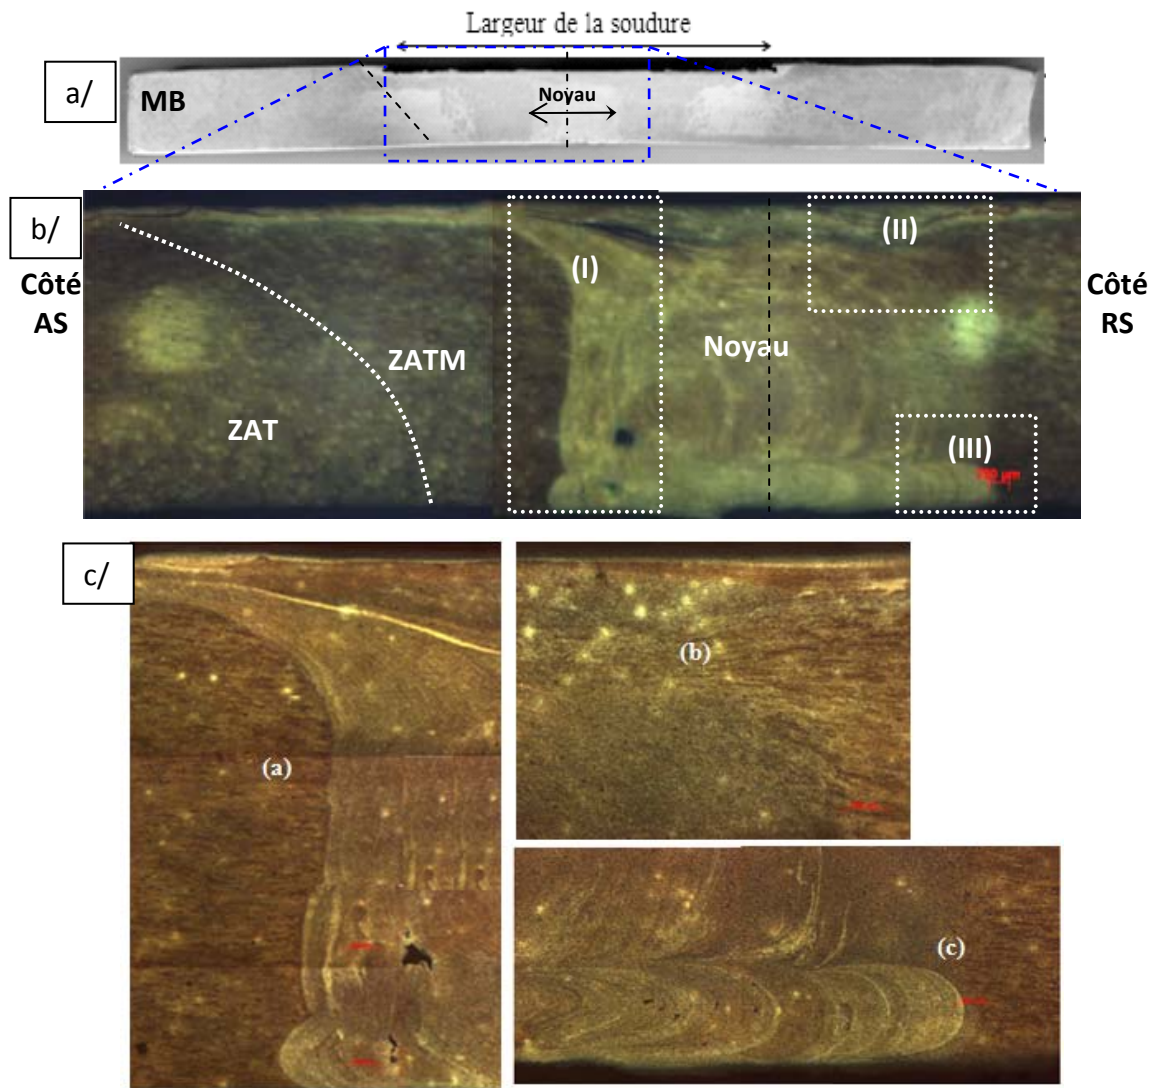 Largeur de la soudure
a/
MB
Noyau
b/
Côté
AS
(I)
(II)
Côté
RS
ZATM
Noyau
ZAT
(III)
c/
(a)
(b)
(c)